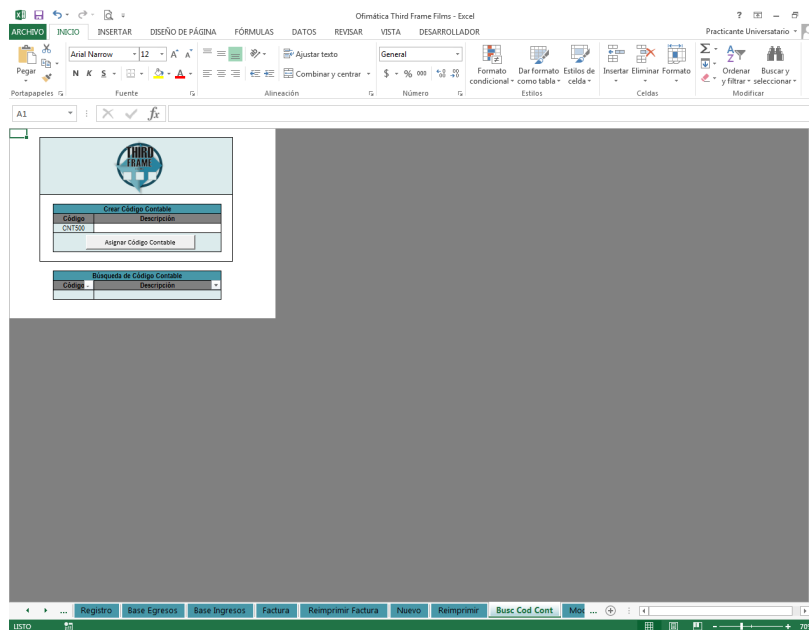 Ofimática Third Frame Films - Excel
ARCHIVO INICIO INSERTAR DISEÑO DE PÁGINA FÓRMULAS DATOS REVISAR VISTA DESARROLLADOR Practicante Universatario
Pegar
Arial Narrow 12 A A
N K S A
Ajustar texto
Combinar y centrar
General
$ % 000
Formato condicional
Dar formato como tabla
Estilos de celda
Insertar Eliminar Formato
Ordenar y filtrar
Buscar y seleccionar
Portapapeles Fuente Alineación Número Estilos Celdas Modificar
A1 fx
THIRD
FRAME
Crear Código Contable
Código Descripción
CNT500
Asignar Código Contable
Búsqueda de Código Contable
Código Descripción
... Registro Base Egresos Base Ingresos Factura Reimprimir Factura Nuevo Reimprimir Busc Cod Cont Mod ...
LISTO 70%